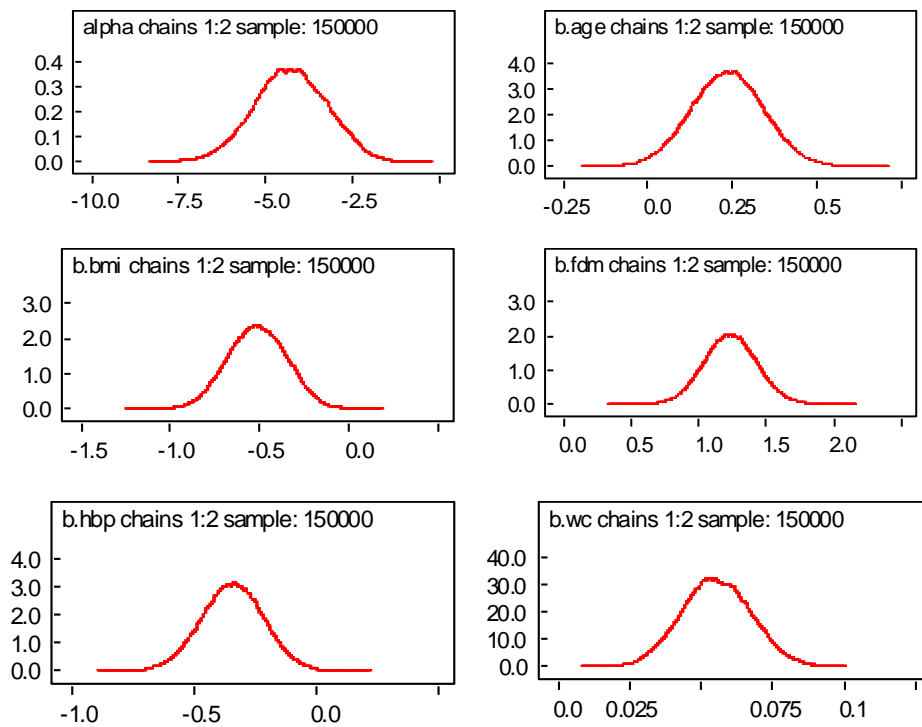 alpha chains 1:2 sample: 150000
0.4
0.3
0.2
0.1
0.0
-10.0 -7.5 -5.0 -2.5
b.age chains 1:2 sample: 150000
4.0
3.0
2.0
1.0
0.0
-0.25 0.0 0.25 0.5
b.bmi chains 1:2 sample: 150000
3.0
2.0
1.0
0.0
-1.5 -1.0 -0.5 0.0
b.fdm chains 1:2 sample: 150000
3.0
2.0
1.0
0.0
0.0 0.5 1.0 1.5 2.0
b.hbp chains 1:2 sample: 150000
4.0
3.0
2.0
1.0
0.0
-1.0 -0.5 0.0
b.wc chains 1:2 sample: 150000
40.0
30.0
20.0
10.0
0.0
0.0 0.025 0.075 0.1